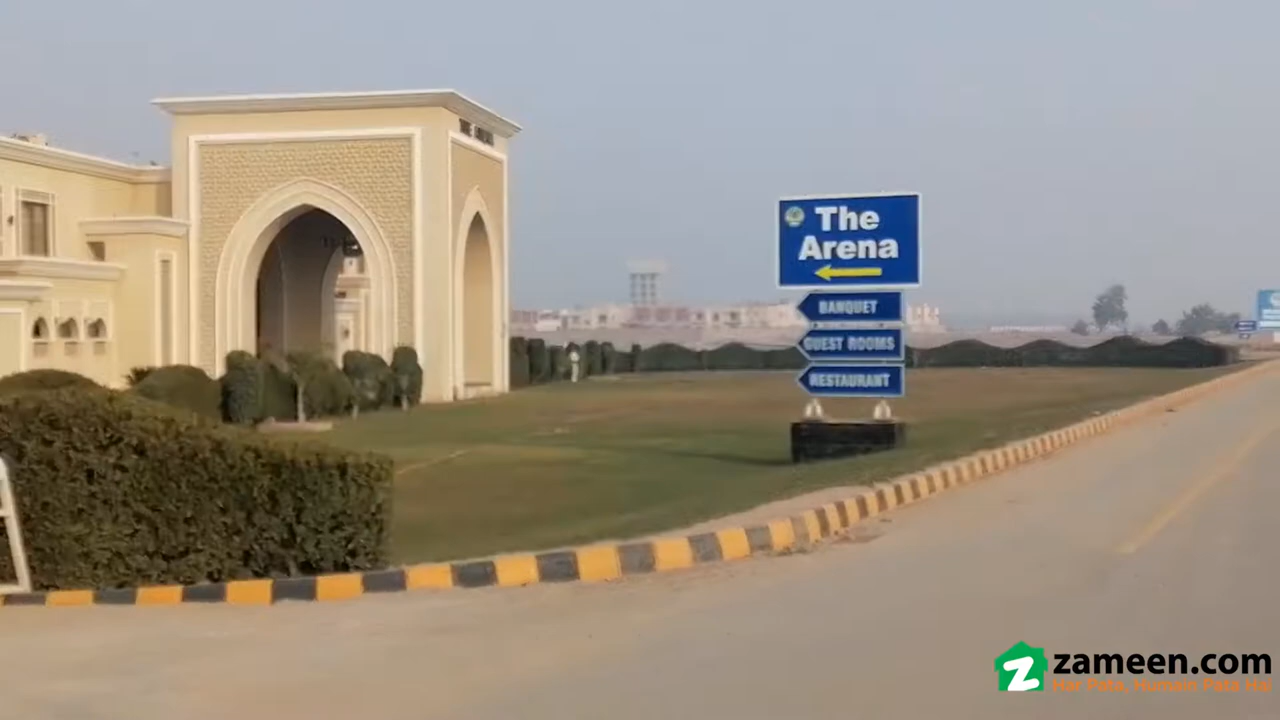 The
Arena
BANQUET
GUEST ROOMS
RESTAURANT
zameen.com
Har Pata, Humain Pata Hai